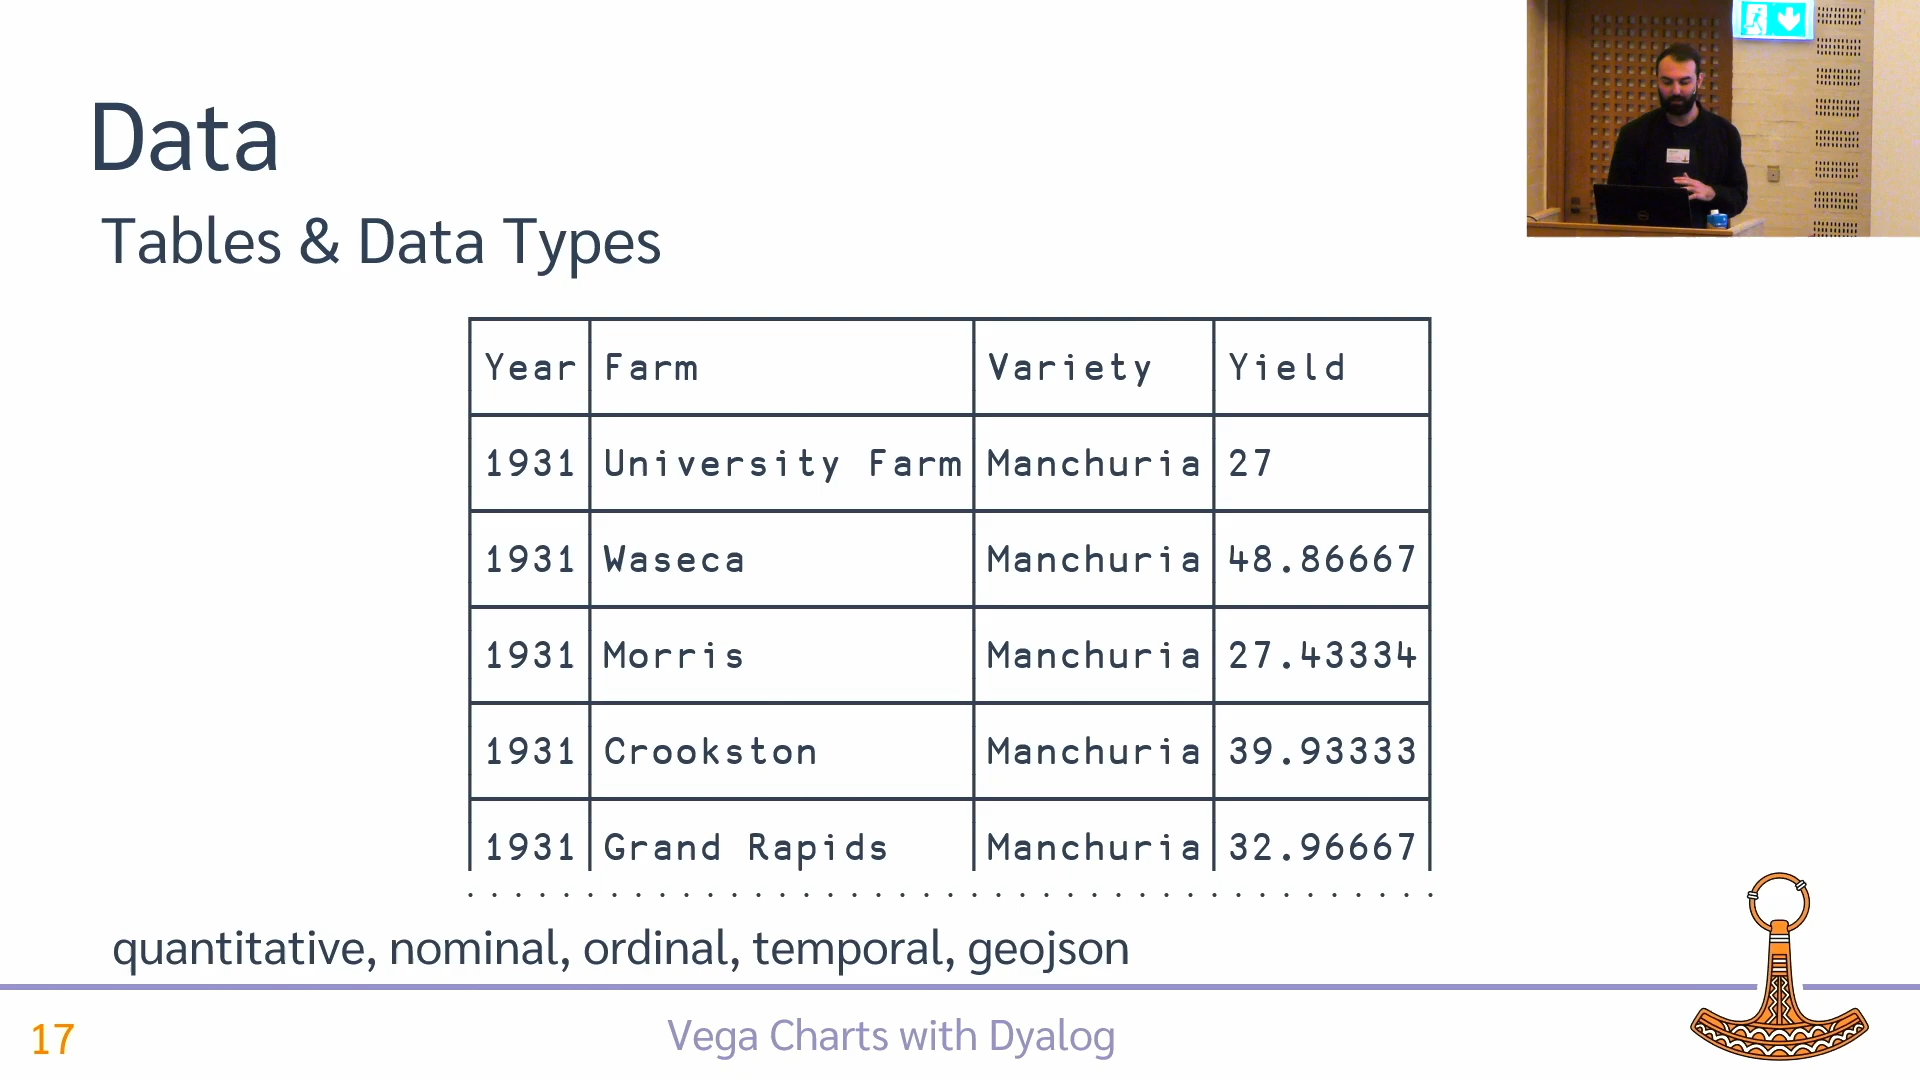 Data
Tables & Data Types
Year Farm Variety Yield
1931 University Farm Manchuria 27
1931 Waseca Manchuria 48.86667
1931 Morris Manchuria 27.43334
1931 Crookston Manchuria 39.93333
1931 Grand Rapids Manchuria 32.96667
quantitative, nominal, ordinal, temporal, geojson
17
Vega Charts with Dyalog